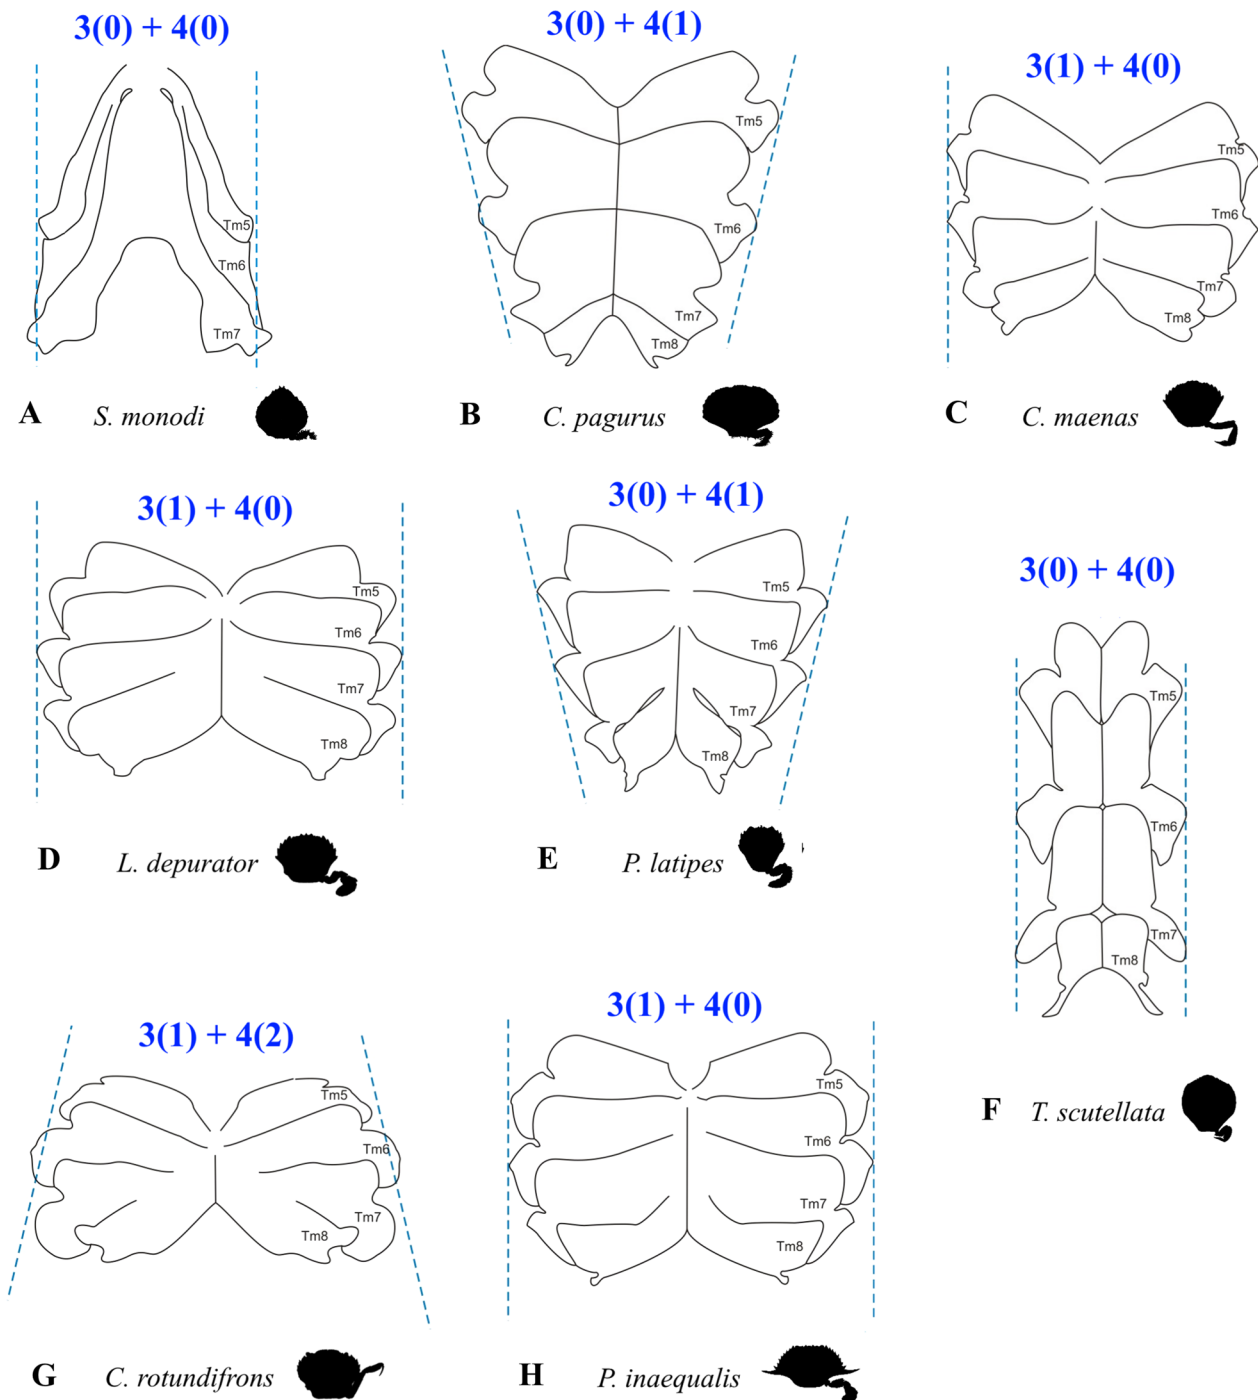 3(0) + 4(0)
Tm5
Tm6
Tm7
A S. monodi
3(0) + 4(1)
Tm5
Tm6
Tm7
Tm8
B C. pagurus
3(1) + 4(0)
Tm5
Tm6
Tm7
Tm8
C C. maenas
3(1) + 4(0)
Tm5
Tm6
Tm7
Tm8
D L. depurator
3(0) + 4(1)
Tm5
Tm6
Tm7
Tm8
E P. latipes
3(0) + 4(0)
Tm5
Tm6
Tm7
Tm8
F T. scutellata
3(1) + 4(2)
Tm5
Tm6
Tm7
Tm8
G C. rotundifrons
3(1) + 4(0)
Tm5
Tm6
Tm7
Tm8
H P. inaequalis